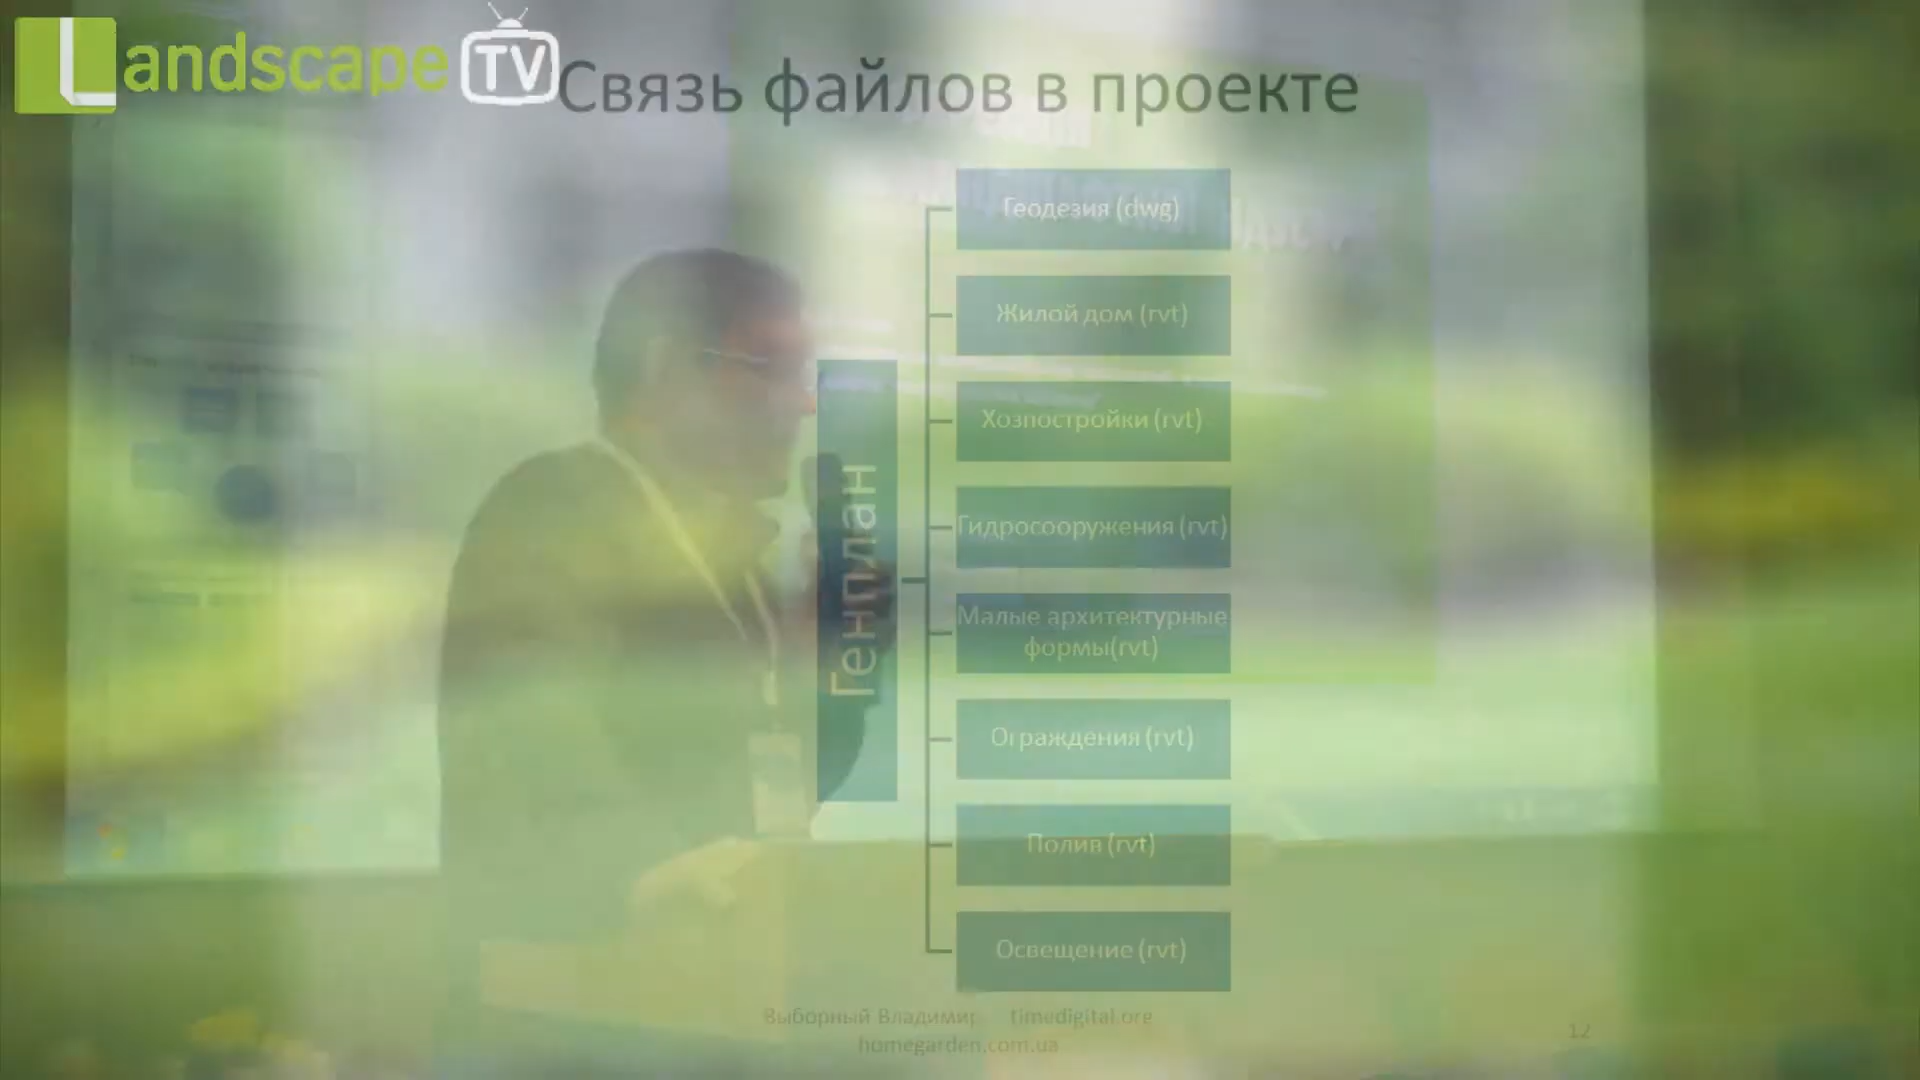 Landscape TV
Связь файлов в проекте
Генплан
Геодезия (dwg)
Жилой дом (rvt)
Хозпостройки (rvt)
Гидросооружения (rvt)
Малые архитектурные
формы(rvt)
Ограждения (rvt)
Полив (rvt)
Освещение (rvt)
Выборный Владимир timedigital.org
homegarden.com.ua
12